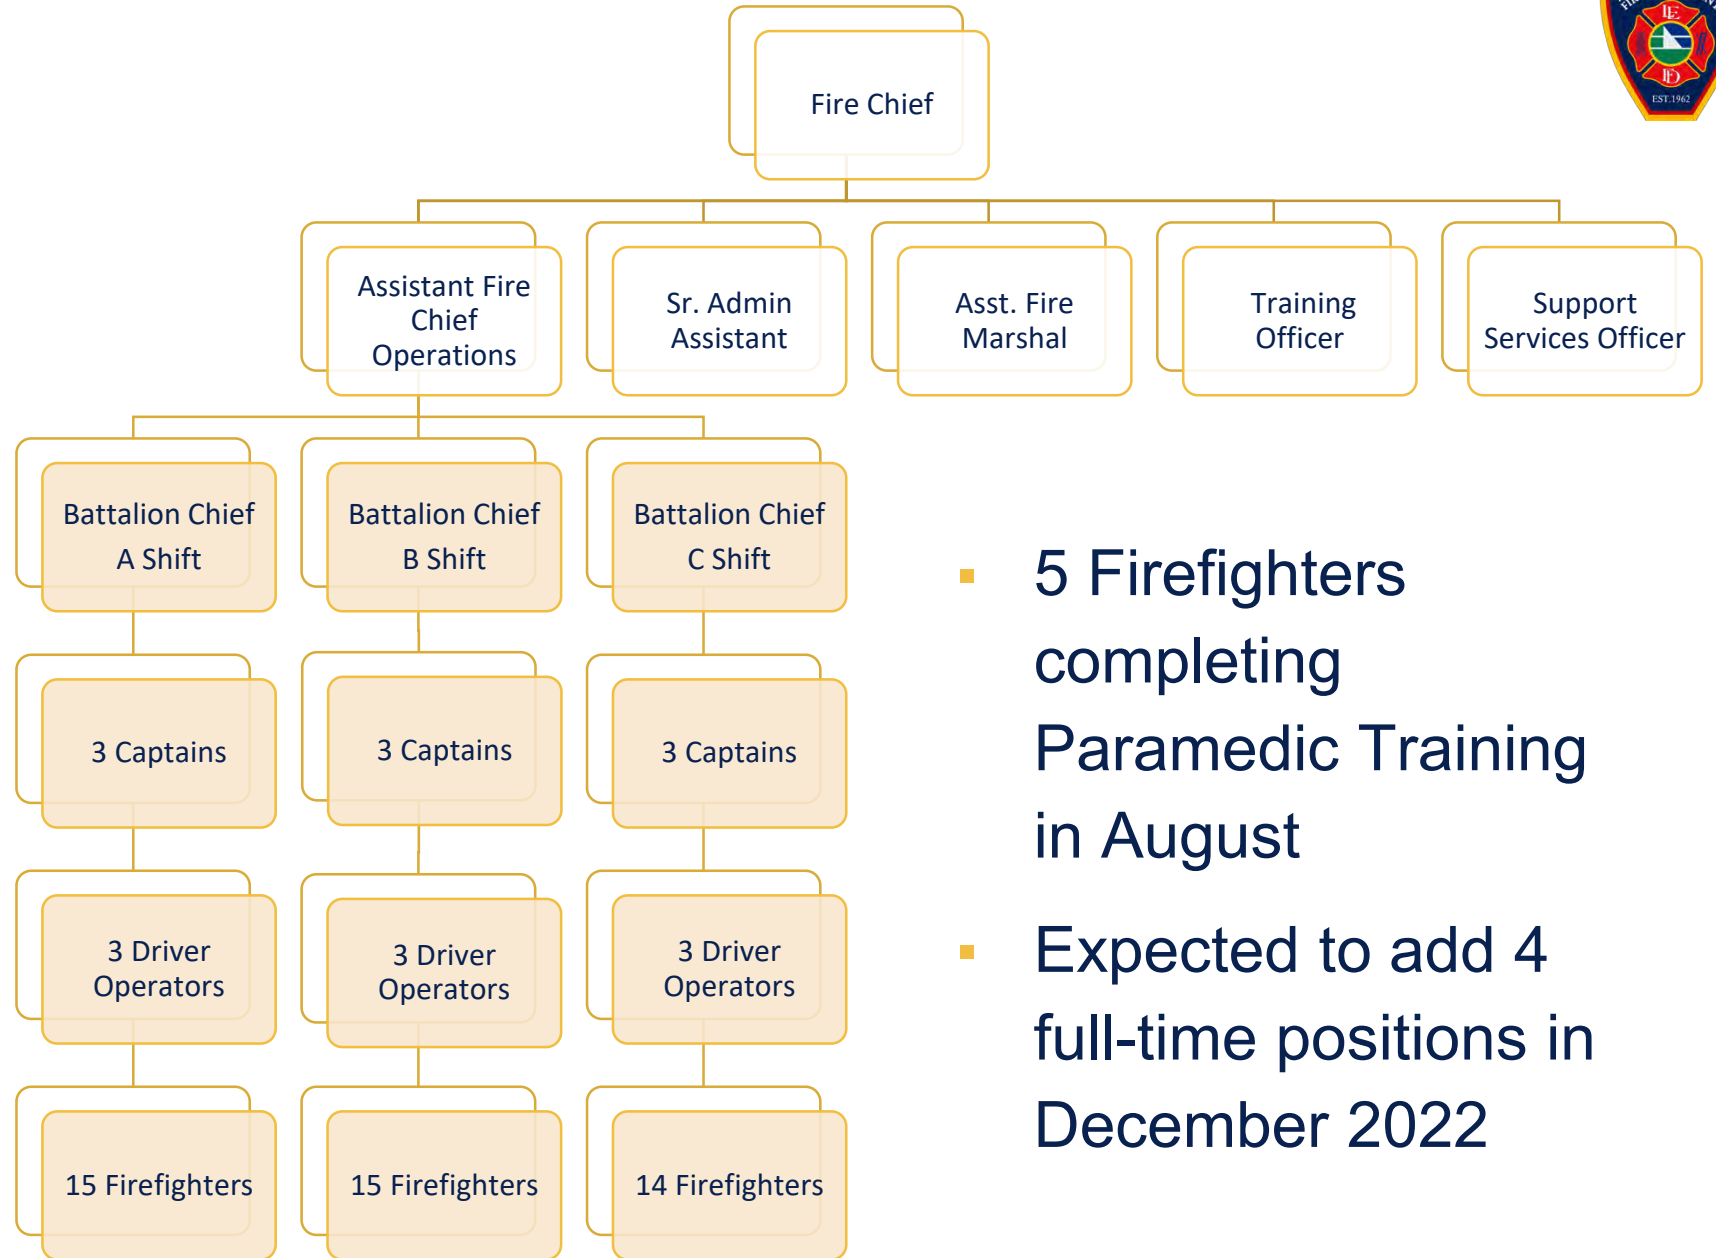 LE
FD
EST.1962
Fire Chief
Assistant Fire
Chief
Operations
Sr. Admin
Assistant
Asst. Fire
Marshal
Training
Officer
Support
Services Officer
Battalion Chief
A Shift
Battalion Chief
B Shift
Battalion Chief
C Shift
3 Captains
3 Captains
3 Captains
3 Driver
Operators
3 Driver
Operators
3 Driver
Operators
15 Firefighters
15 Firefighters
14 Firefighters
▪ 5 Firefighters
completing
Paramedic Training
in August
▪ Expected to add 4
full-time positions in
December 2022